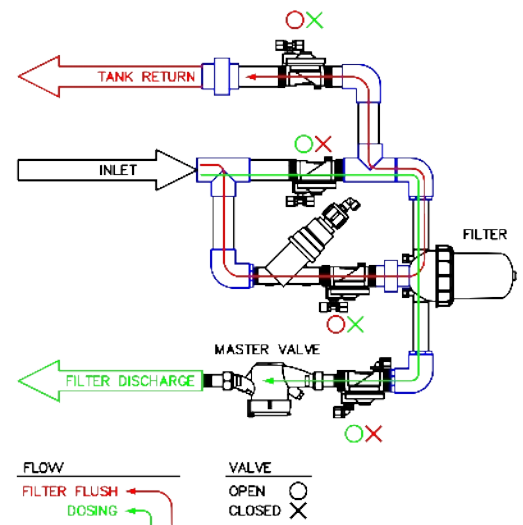 TANK RETURN
INLET
FILTER
MASTER VALVE
FILTER DISCHARGE
FLOW
FILTER FLUSH
DOSING
VALVE
OPEN
CLOSED